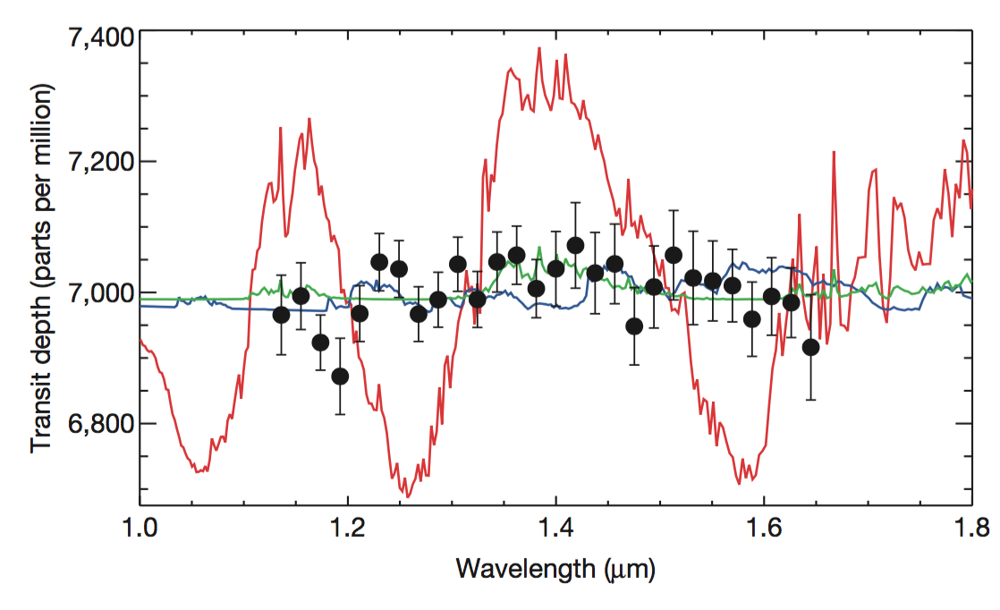 7,400
7,200
7,000
6,800
Transit depth (parts per million)
1.0 1.2 1.4 1.6 1.8
Wavelength (μm)